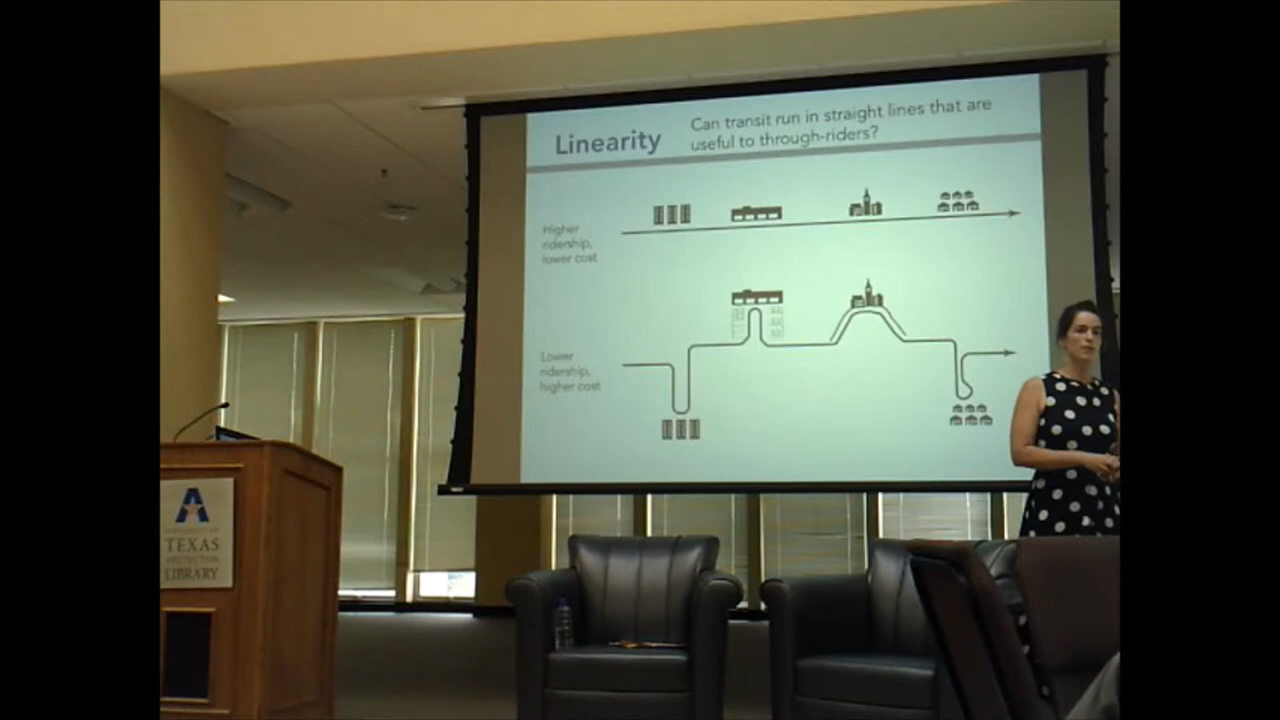 Linearity
Can transit run in straight lines that are
useful to through-riders?
Higher
ridership,
lower cost
Lower
ridership,
higher cost
TEXAS
LIBRARY